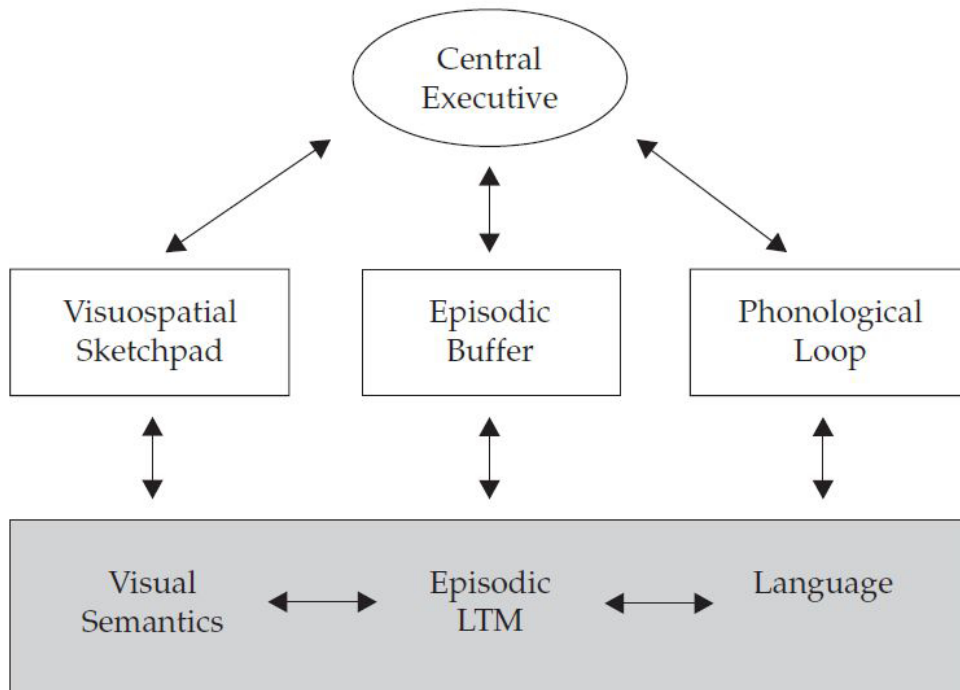 Central
Executive
Visuospatial
Sketchpad
Episodic
Buffer
Phonological
Loop
Visual
Semantics
Episodic
LTM
Language